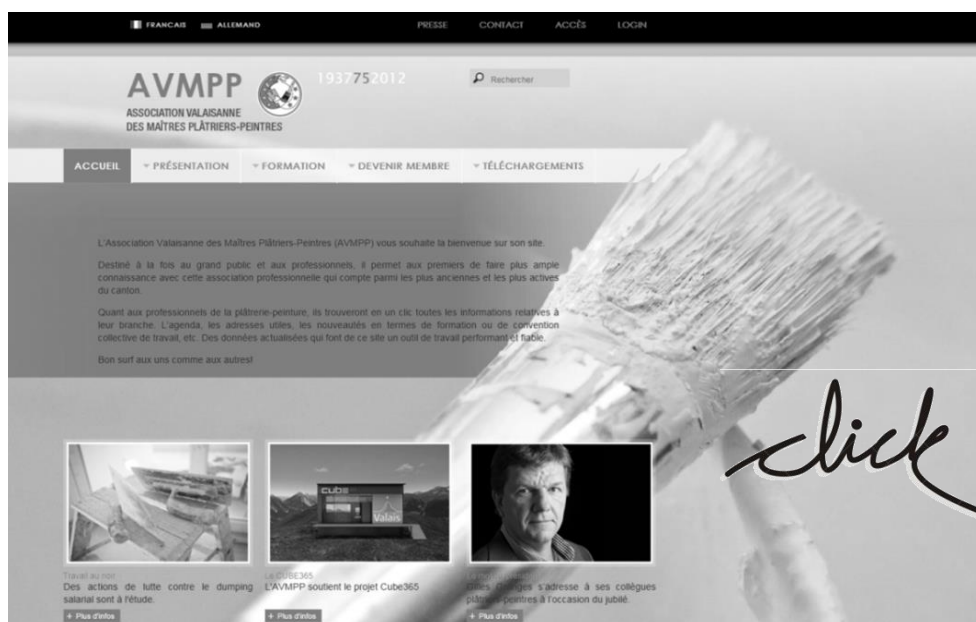 FRANCAIS ALLEMAND PRESSE CONTACT ACCÈS LOGIN
AVMPP 1937752012 Rechercher
ASSOCIATION VALAISANNE
DES MAÎTRES PLÂTRIERS-PEINTRES
ACCUEIL PRÉSENTATION FORMATION DEVENIR MEMBRE TÉLÉCHARGEMENTS
L'Association Valaisanne des Maîtres Plâtriers-Peintres (AVMPP) vous souhaite la bienvenue sur son site.
Destiné à la fois au grand public et aux professionnels, il permet aux premiers de faire plus ample
connaissance avec cette association professionnelle qui compte parmi les plus anciennes et les plus actives
du canton.
Quant aux professionnels de la plâtrerie-peinture, ils trouveront en un clic toutes les informations relatives à
leur branche. L'agenda, les adresses utiles, les nouveautés en termes de formation ou de convention
collective de travail, etc. Des données actualisées qui font de ce site un outil de travail performant et fiable.
Bon surf aux uns comme aux autres!
click
cube
Valais
Travail au noir
Des actions de lutte contre le dumping
salarial sont à l'étude.
+ Plus d'infos
Le CUBE365
L'AVMPP soutient le projet Cube365
+ Plus d'infos
s'adresse à ses collègues
plâtriers-peintres à l'occasion du jubilé.
+ Plus d'infos